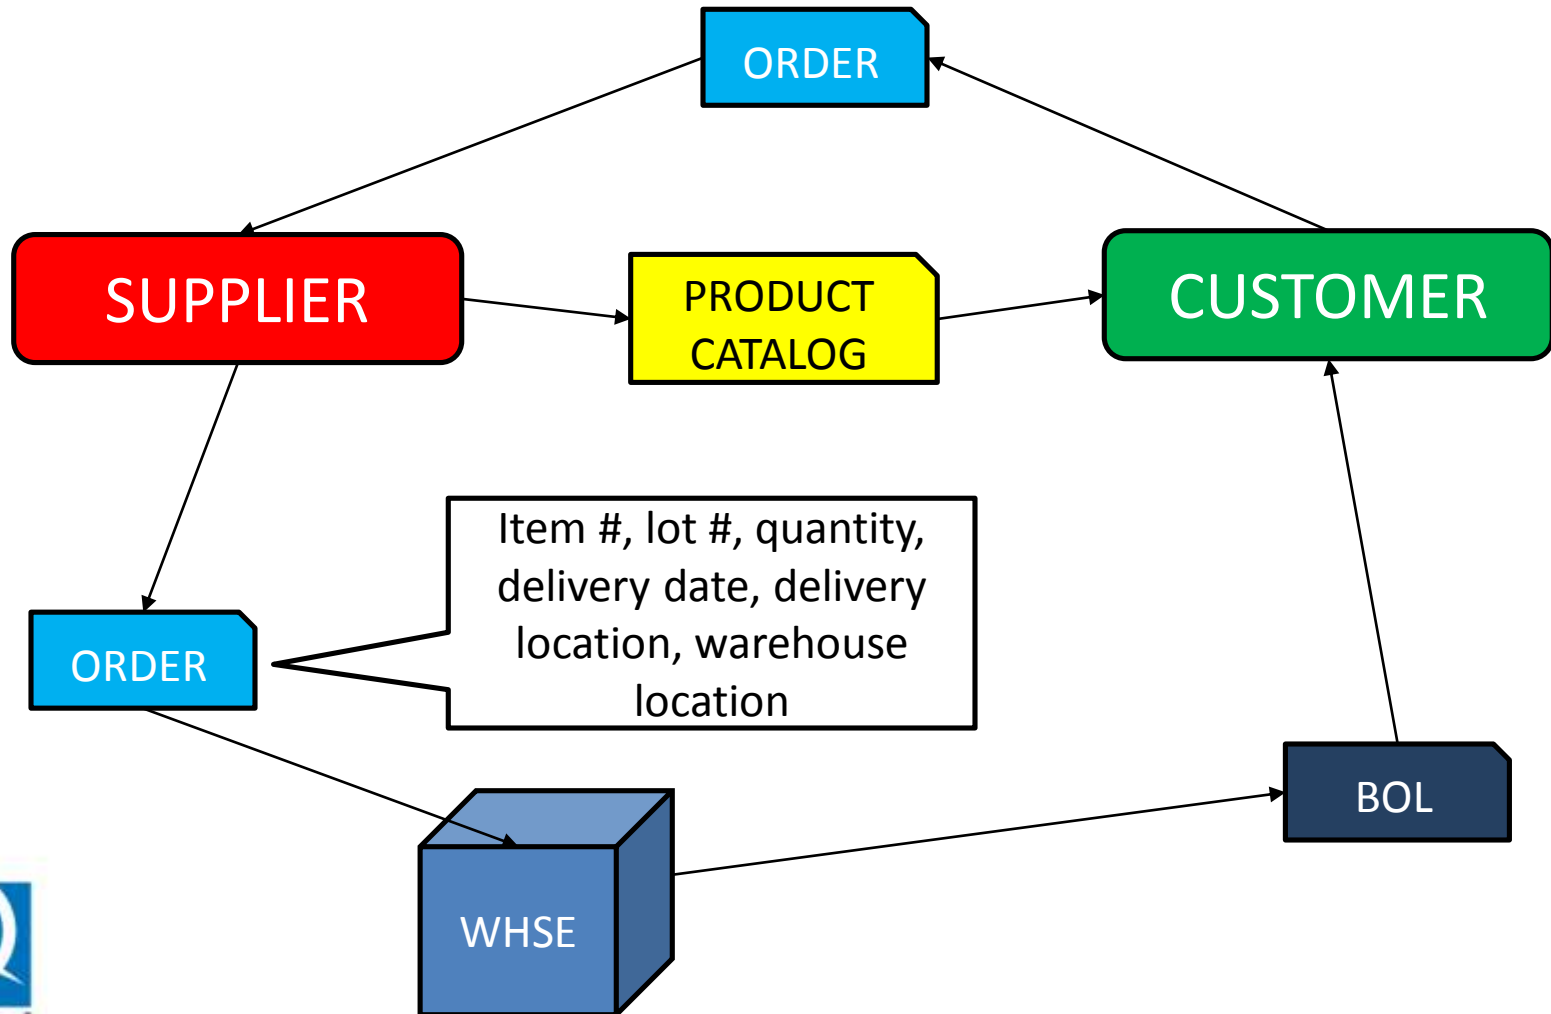 ORDER
SUPPLIER
PRODUCT
CATALOG
CUSTOMER
Item #, lot #, quantity,
delivery date, delivery
location, warehouse
location
ORDER
BOL
WHSE